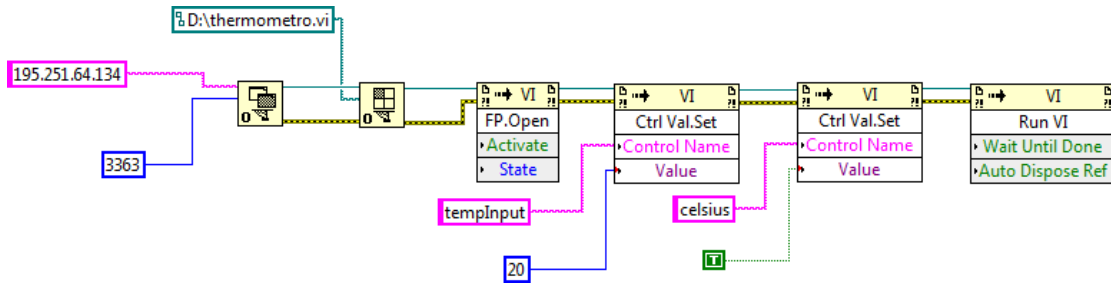 D:\thermometro.vi
195.251.64.134
3363
VI
FP.Open
Activate
State
VI
Ctrl Val.Set
Control Name
Value
tempInput
20
VI
Ctrl Val.Set
Control Name
Value
celsius
T
VI
Run VI
Wait Until Done
Auto Dispose Ref